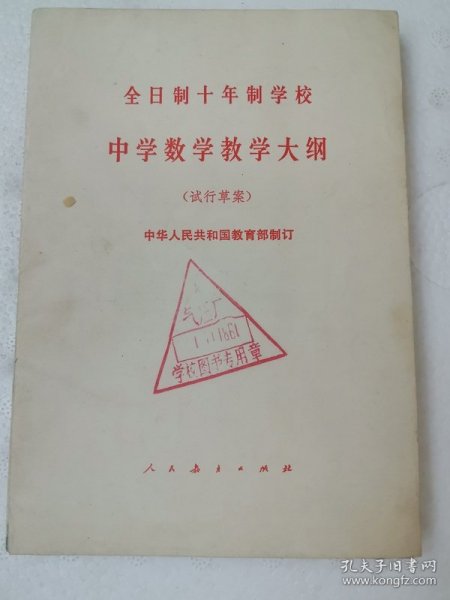 全日制十年制学校
中学数学教学大纲
（试行草案）
中华人民共和国教育部制订
厂
学校图书专用章
人民教育出版社
孔夫子旧书网
www.kongfz.com